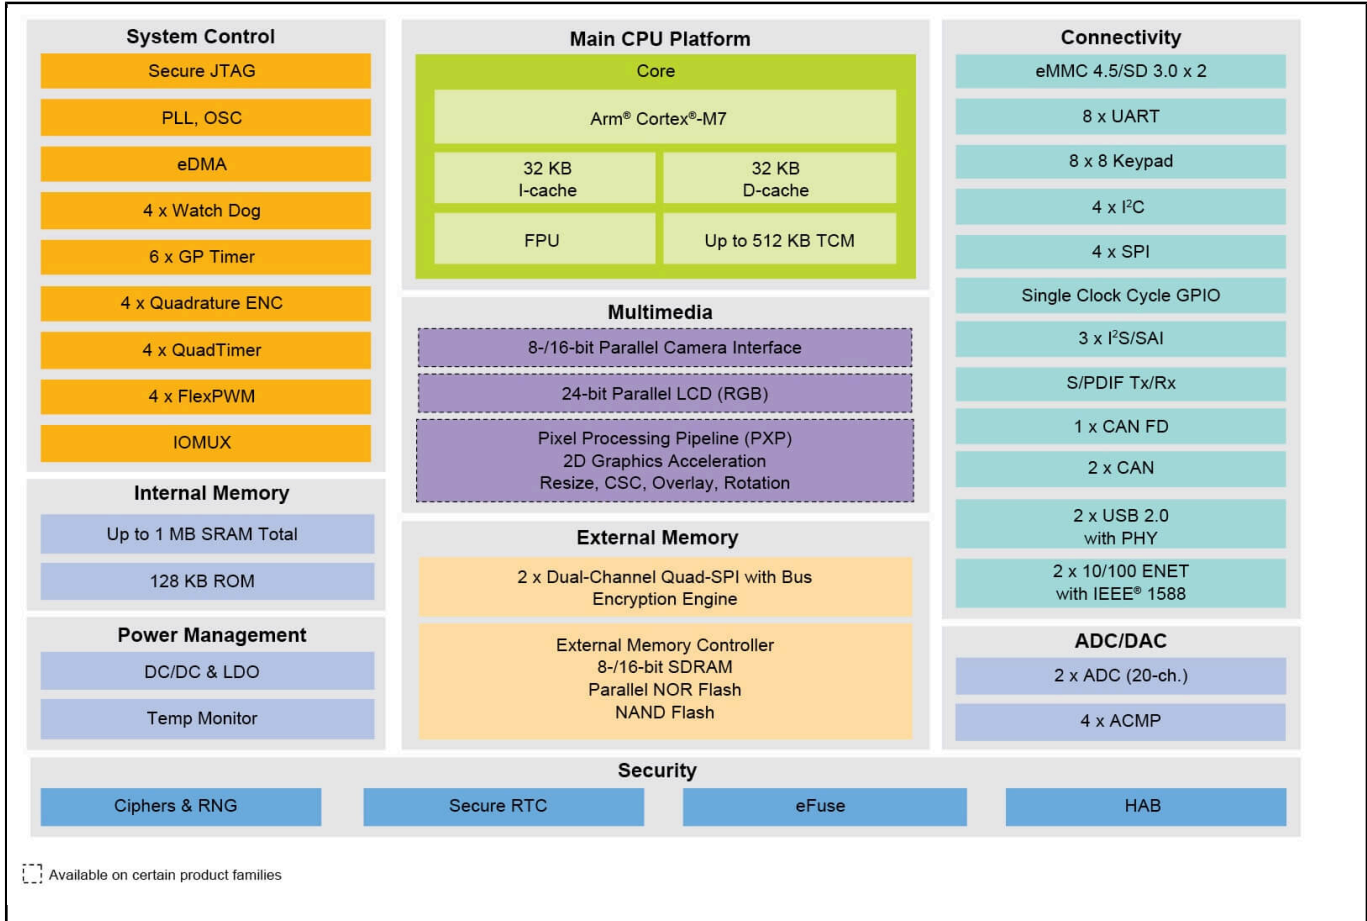 System Control
Secure JTAG
PLL, OSC
eDMA
4 x Watch Dog
6 x GP Timer
4 x Quadrature ENC
4 x QuadTimer
4 x FlexPWM
IOMUX
Internal Memory
Up to 1 MB SRAM Total
128 KB ROM
Power Management
DC/DC & LDO
Temp Monitor
Main CPU Platform
Core
Arm® Cortex®-M7
32 KB
I-cache
32 KB
D-cache
FPU
Up to 512 KB TCM
Multimedia
8-/16-bit Parallel Camera Interface
24-bit Parallel LCD (RGB)
Pixel Processing Pipeline (PXP)
2D Graphics Acceleration
Resize, CSC, Overlay, Rotation
External Memory
2 x Dual-Channel Quad-SPI with Bus
Encryption Engine
External Memory Controller
8-/16-bit SDRAM
Parallel NOR Flash
NAND Flash
Connectivity
eMMC 4.5/SD 3.0 x 2
8 x UART
8 x 8 Keypad
4 x I²C
4 x SPI
Single Clock Cycle GPIO
3 x I²S/SAI
S/PDIF Tx/Rx
1 x CAN FD
2 x CAN
2 x USB 2.0
with PHY
2 x 10/100 ENET
with IEEE® 1588
ADC/DAC
2 x ADC (20-ch.)
4 x ACMP
Security
Ciphers & RNG
Secure RTC
eFuse
HAB
Available on certain product families